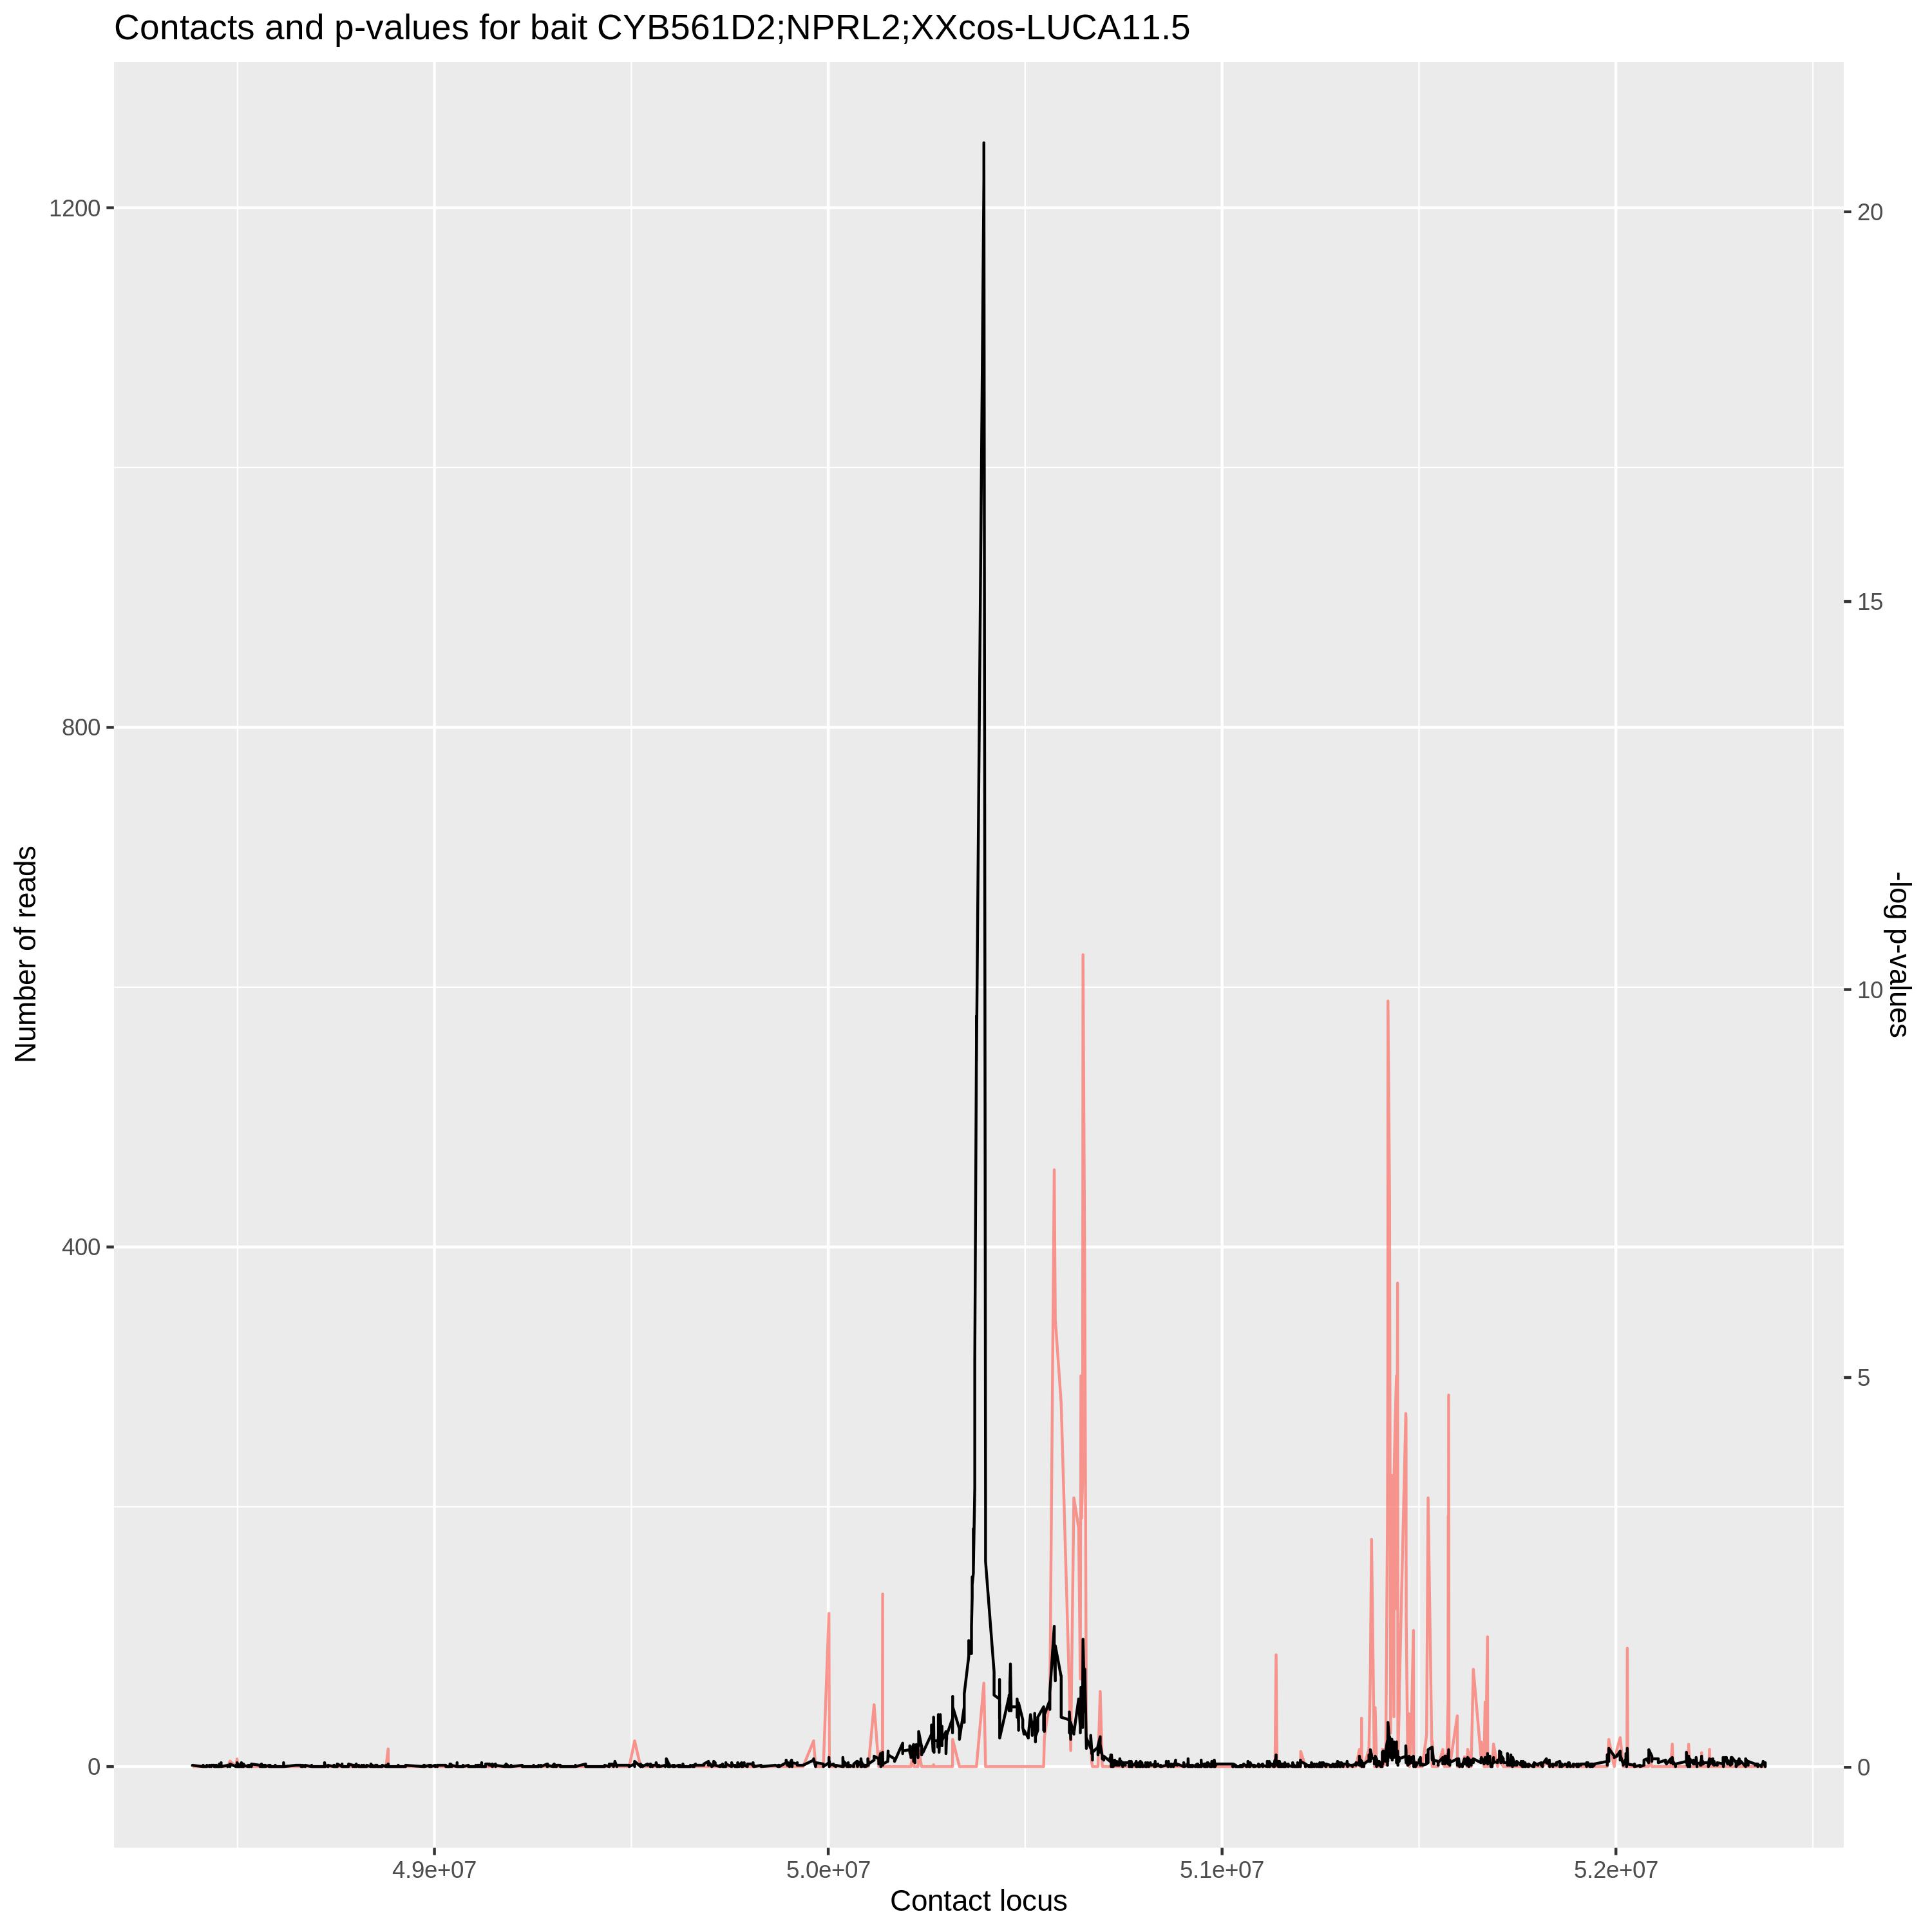 Contacts and p-values for bait CYB561D2;NPRL2;XXcos-LUCA11.5
Number of reads
1200
800
400
0
20
15
10
5
0
-log p-values
4.9e+07 5.0e+07 5.1e+07 5.2e+07
Contact locus